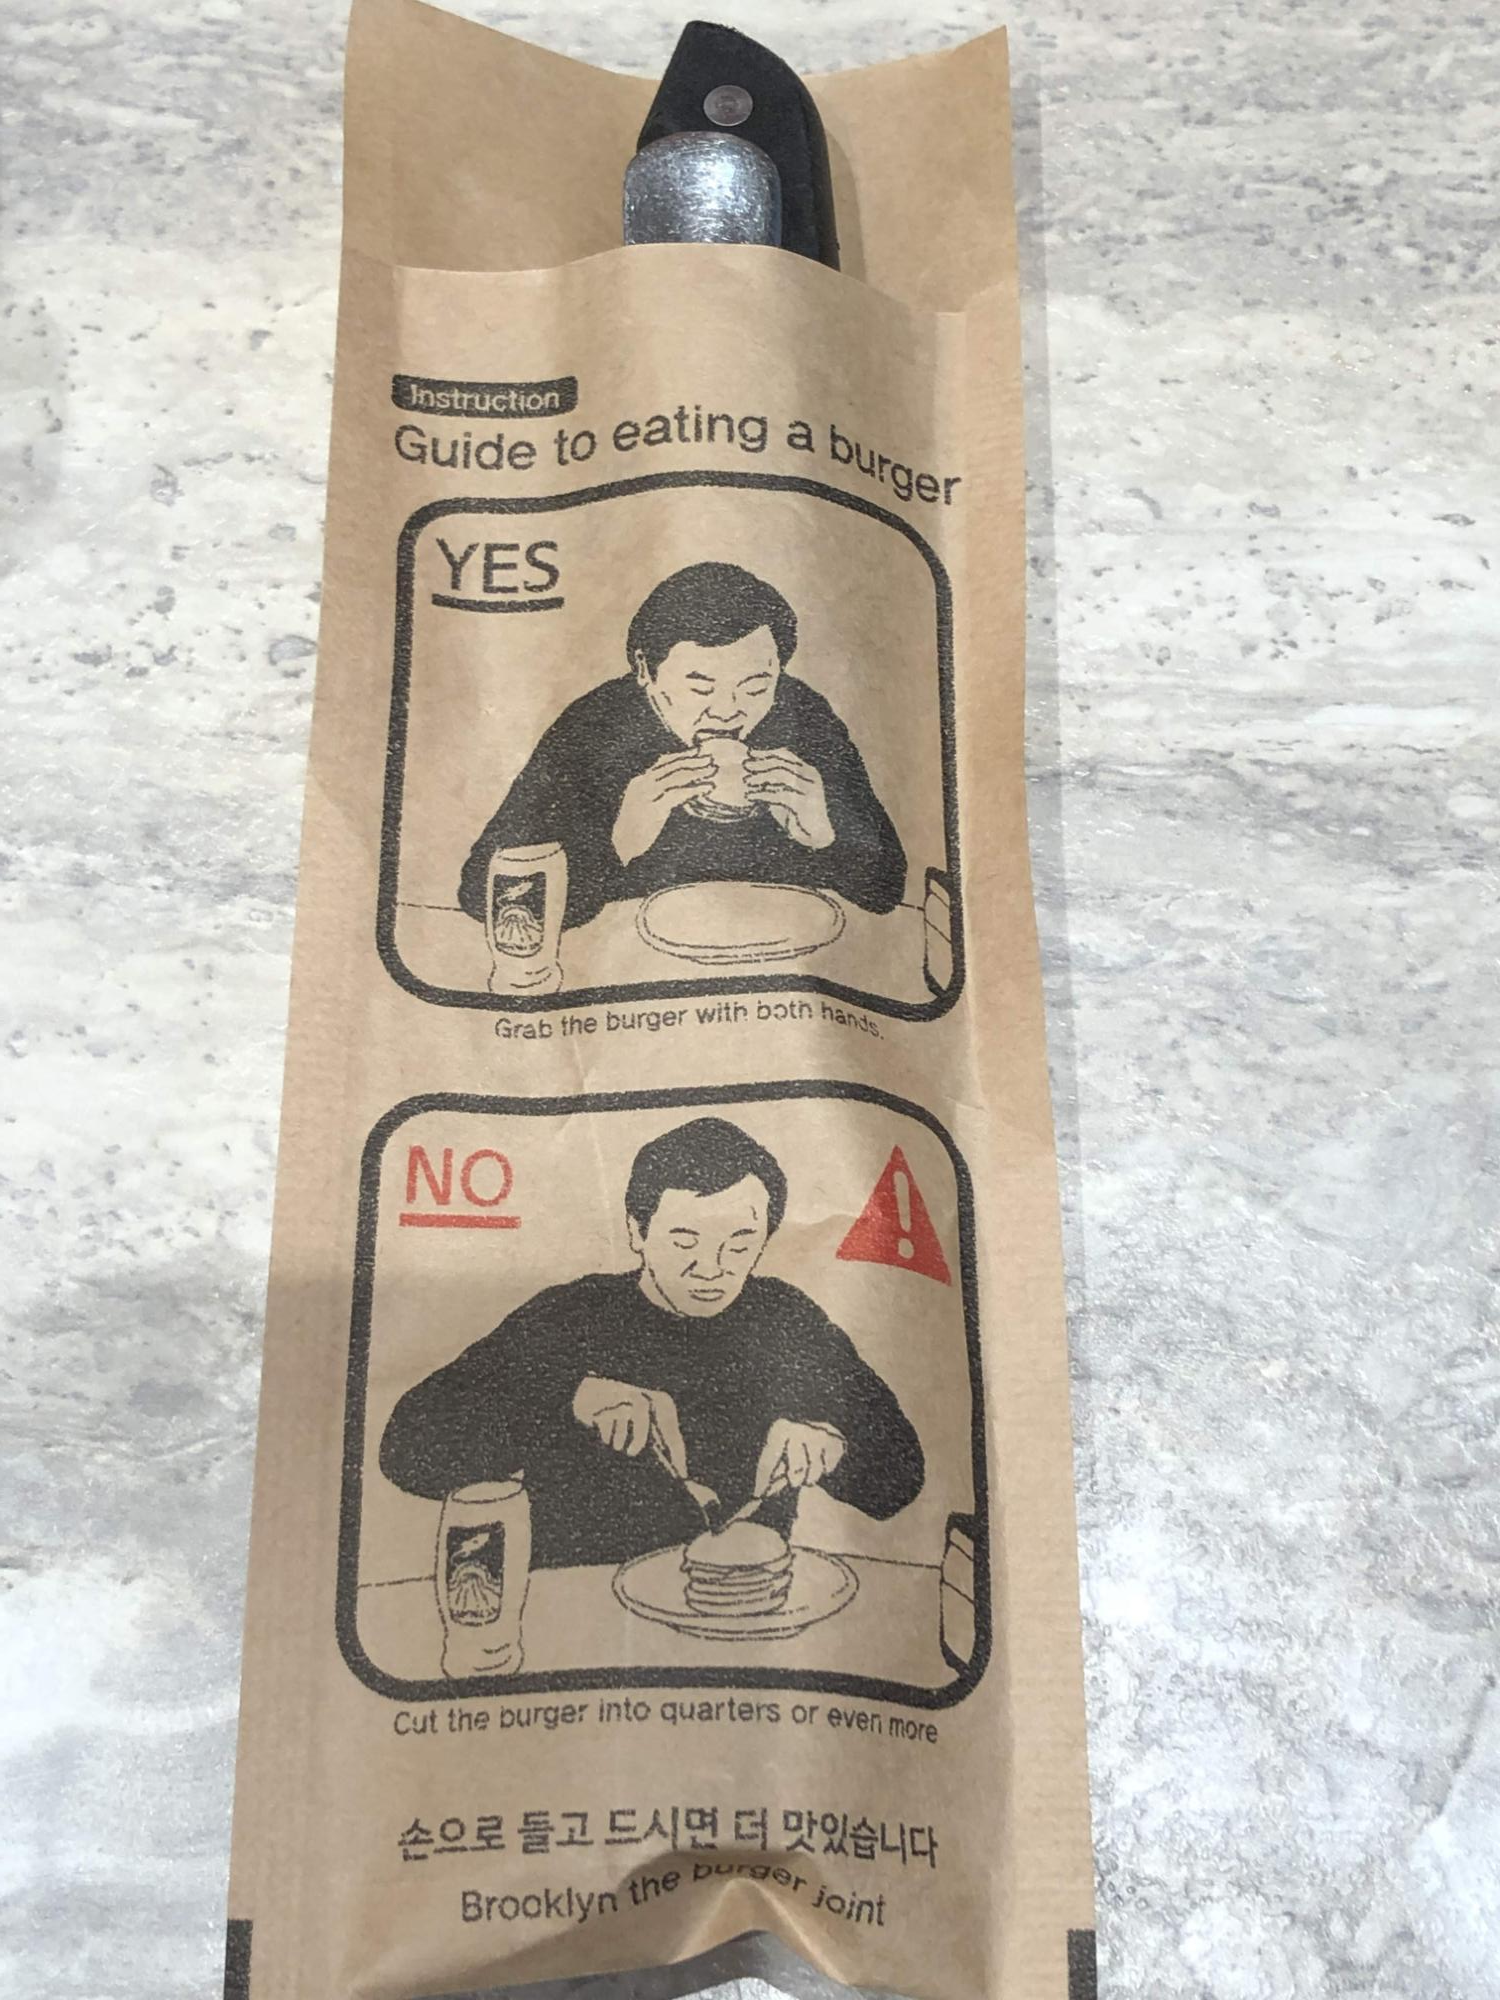 Instruction
Guide to eating a burger
YES
Grab the burger with both hands.
NO
Cut the burger into quarters or even more
손으로 들고 드시면 더 맛있습니다
Brooklyn the burger joint